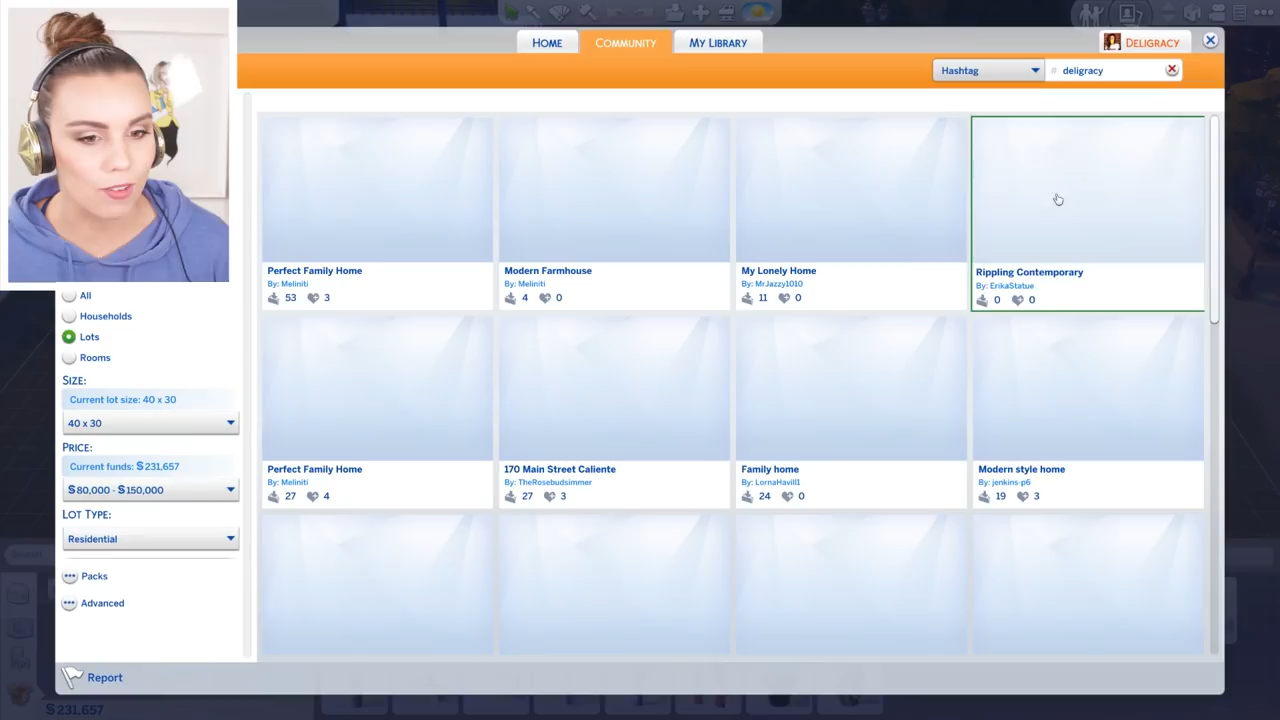 HOME
COMMUNITY
MY LIBRARY
DELIGRACY
Hashtag
# deligracy
Perfect Family Home
By: Meliniti
53 3
Modern Farmhouse
By: Meliniti
4 0
My Lonely Home
By: MrJazzy1010
11 0
Rippling Contemporary
By: ErikaStatue
0 0
All
Households
Lots
Rooms
SIZE:
Current lot size: 40 x 30
40 x 30
PRICE:
Current funds: §231,657
§80,000 - §150,000
LOT TYPE:
Residential
Packs
Advanced
Perfect Family Home
By: Meliniti
27 4
170 Main Street Caliente
By: TheRosebudsimmer
27 3
Family home
By: LornaHavill1
24 0
Modern style home
By: jenkins-p6
19 3
Report
§231,657